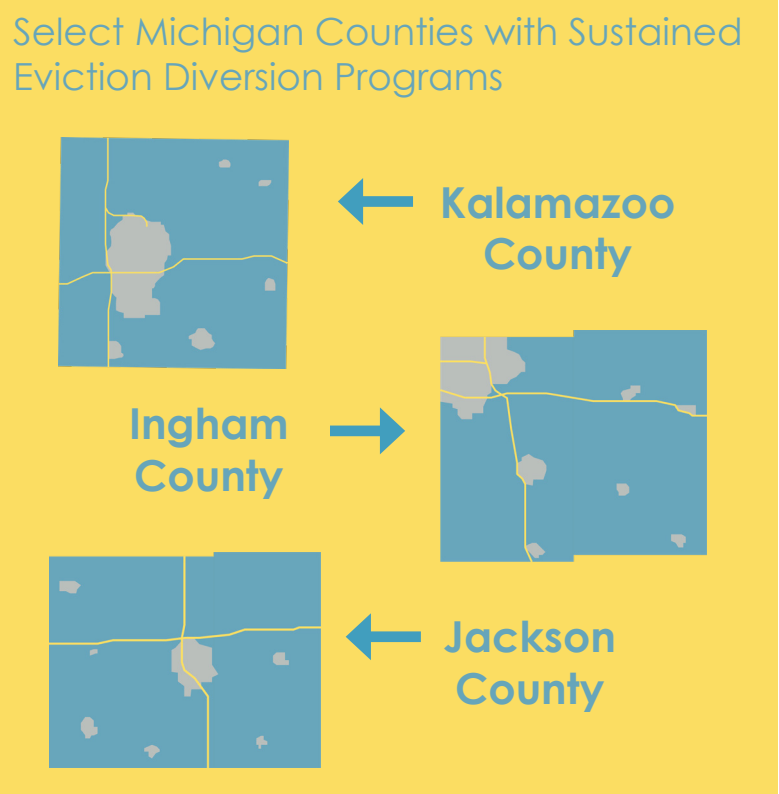 Select Michigan Counties with Sustained
Eviction Diversion Programs
Kalamazoo
County
Ingham
County
Jackson
County